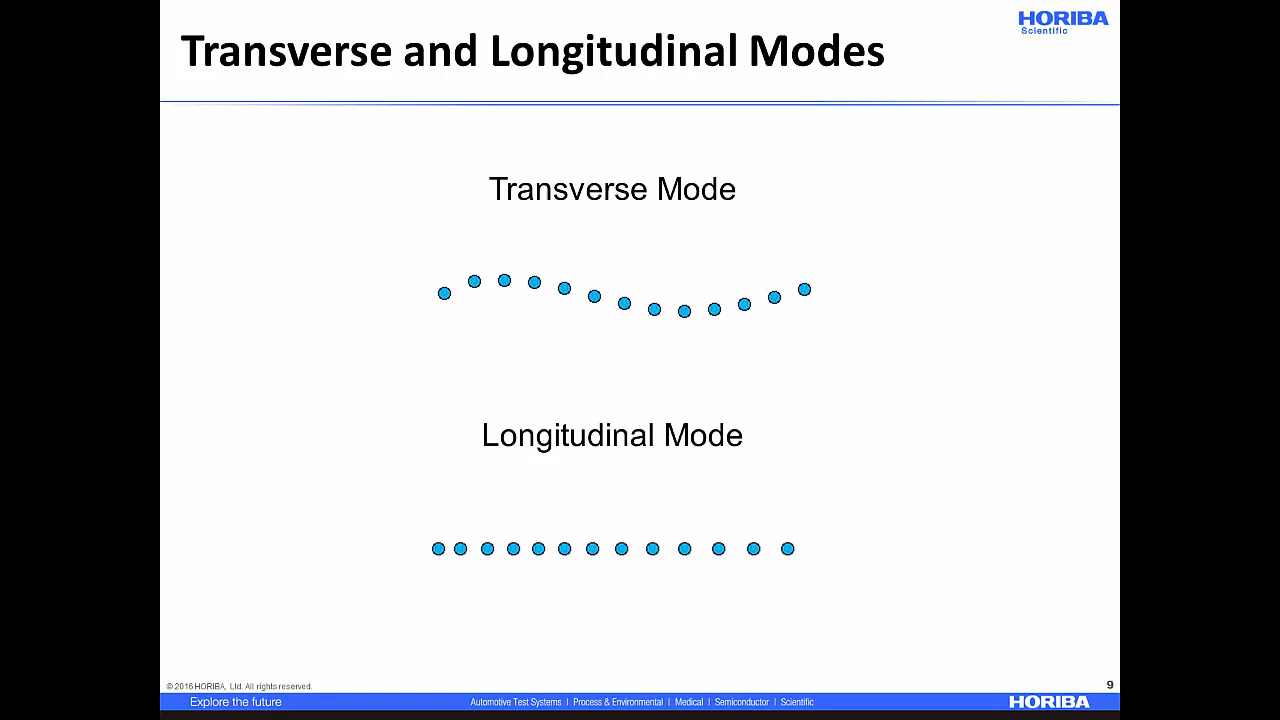 HORIBA
Scientific
Transverse and Longitudinal Modes
Transverse Mode
Longitudinal Mode
© 2016 HORIBA, Ltd. All rights reserved.
9
Explore the future
Automotive Test Systems | Process & Environmental | Medical | Semiconductor | Scientific
HORIBA